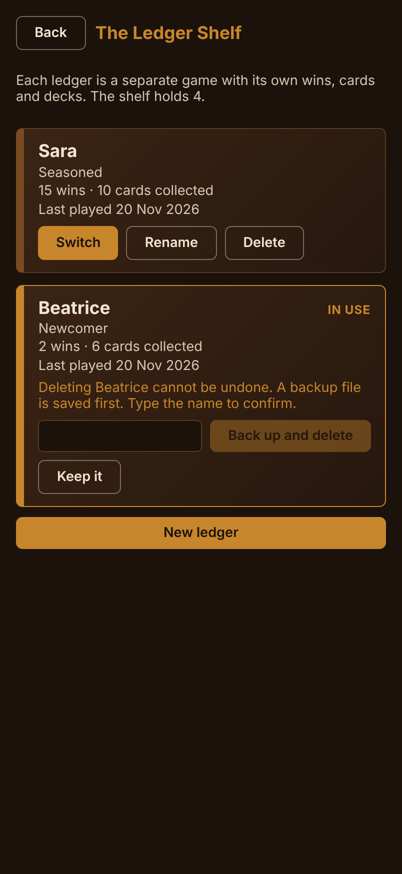 Back
The Ledger Shelf
Each ledger is a separate game with its own wins, cards
and decks. The shelf holds 4.
Sara
Seasoned
15 wins · 10 cards collected
Last played 20 Nov 2026
Switch
Rename
Delete
Beatrice
IN USE
Newcomer
2 wins · 6 cards collected
Last played 20 Nov 2026
Deleting Beatrice cannot be undone. A backup file
is saved first. Type the name to confirm.
Back up and delete
Keep it
New ledger